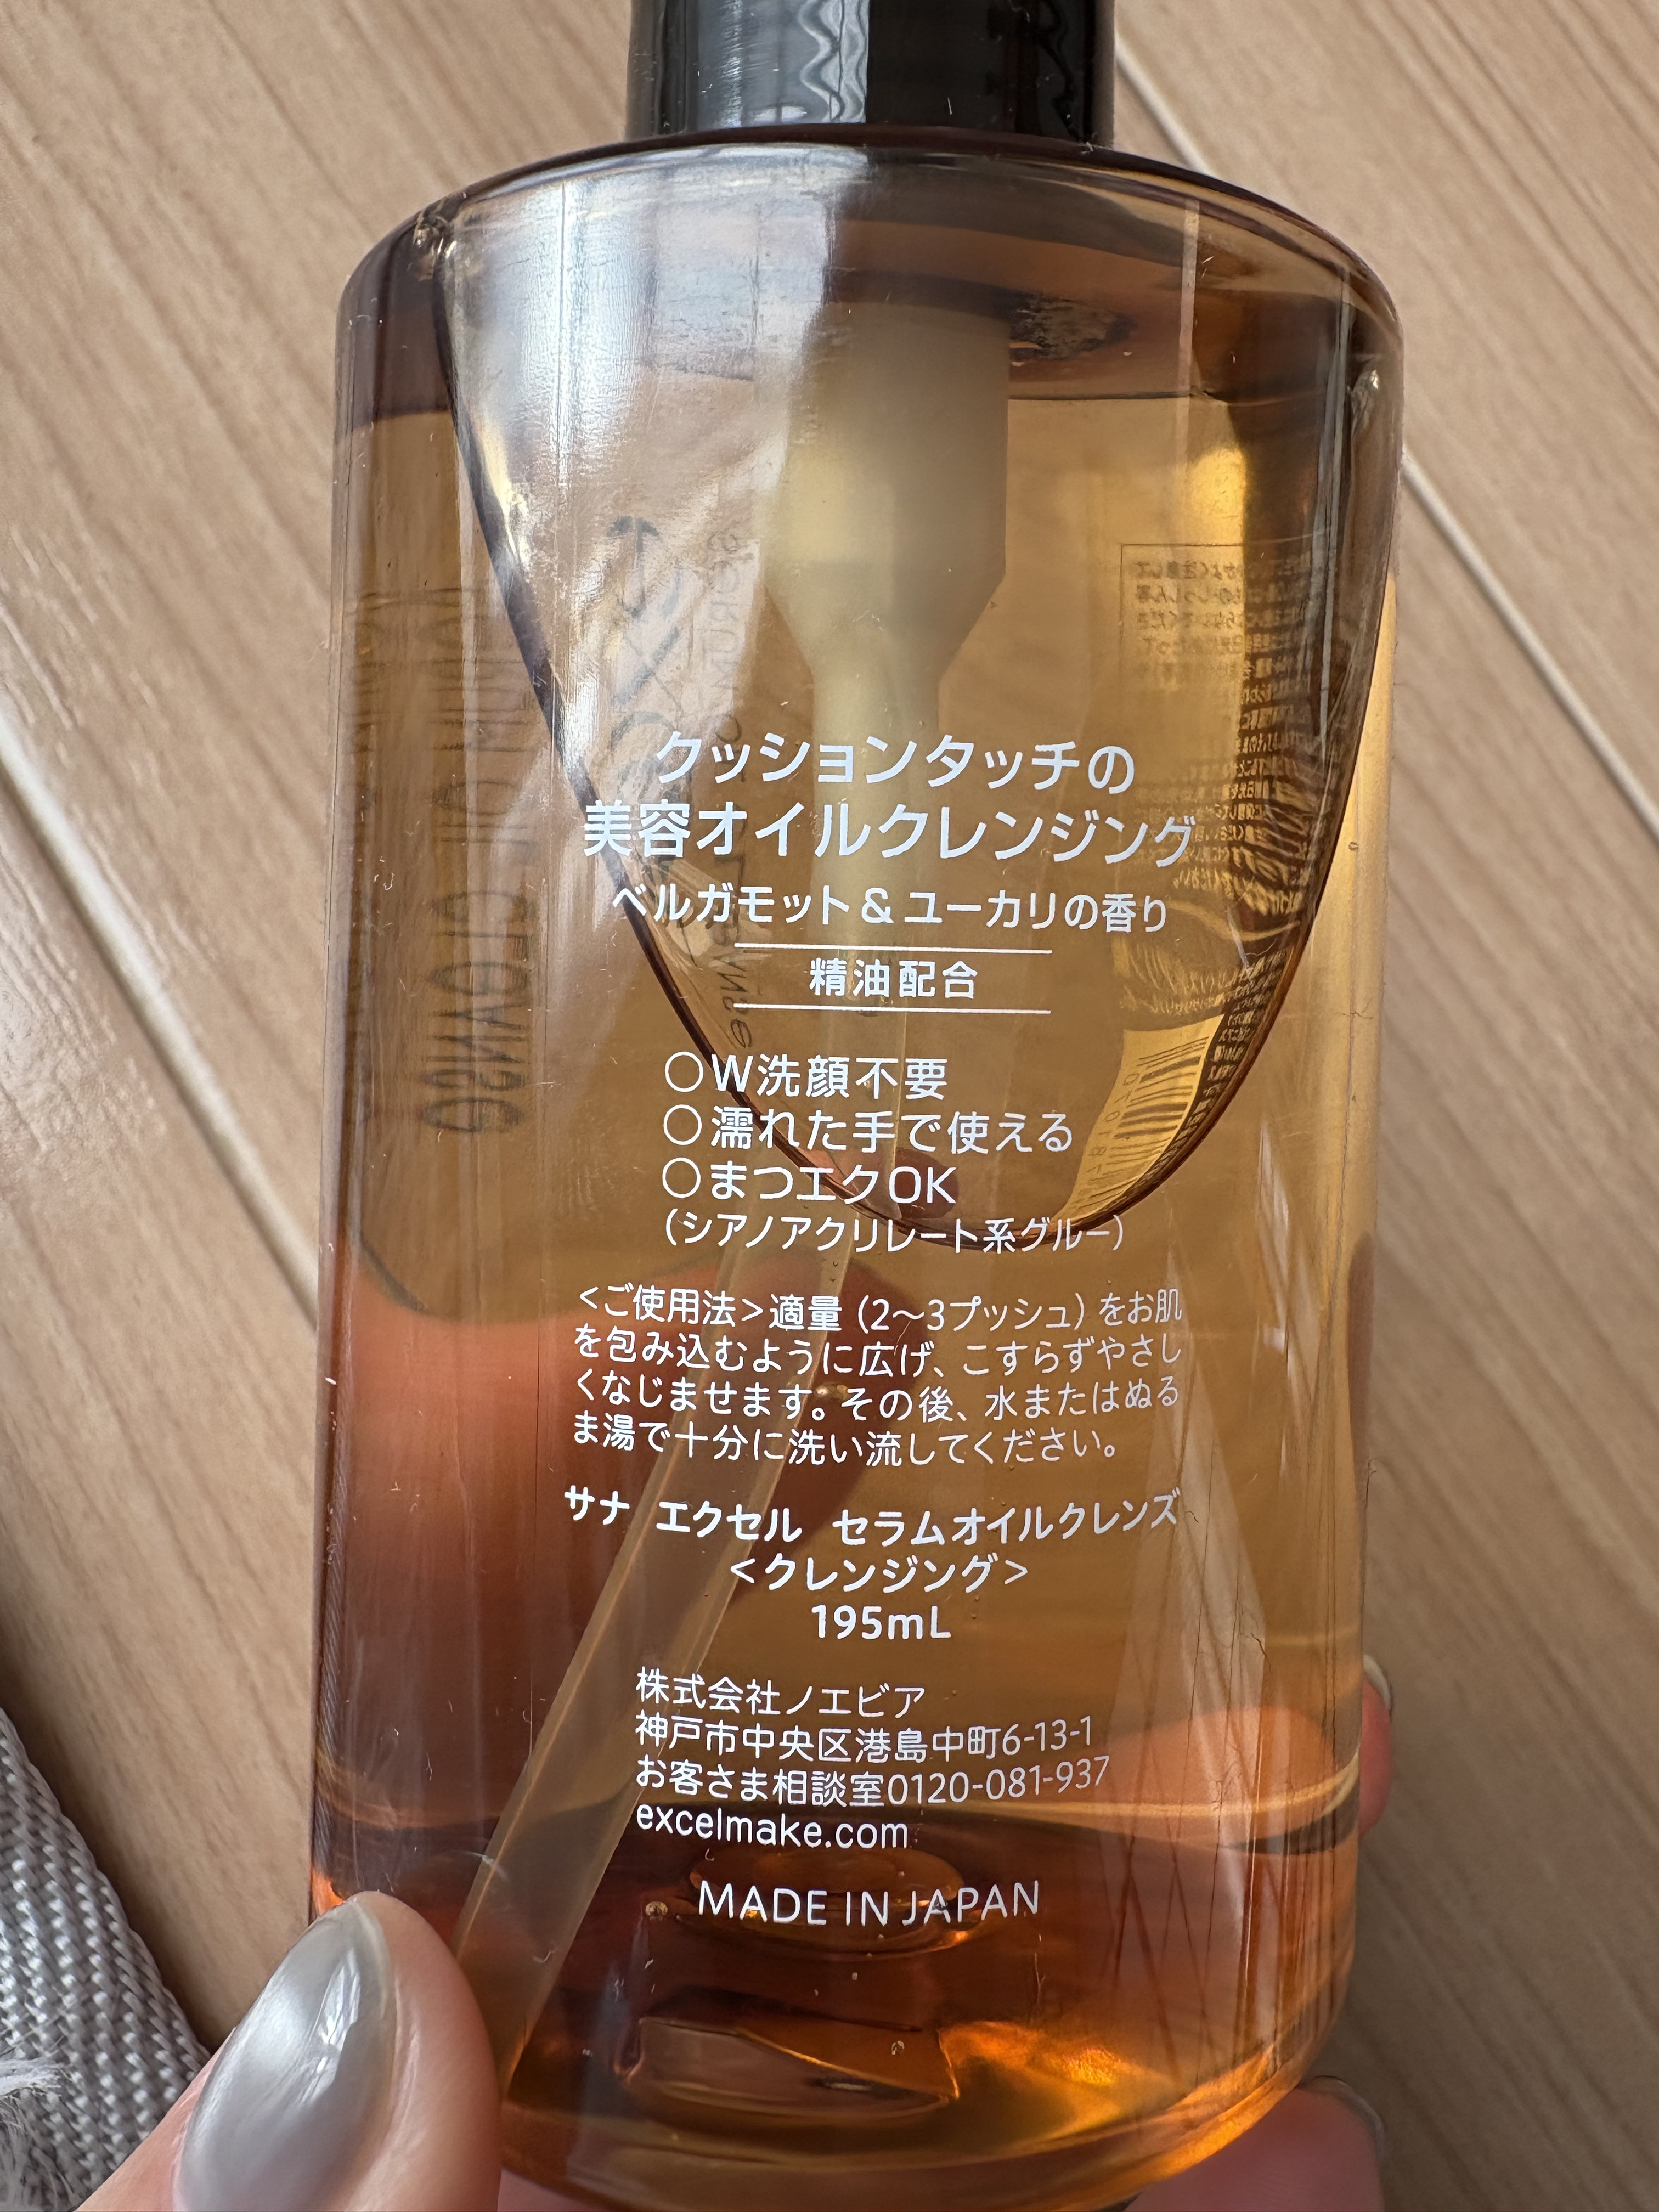 クッションタッチの
美容オイルクレンジング
ベルガモット&ユーカリの香り
精油配合
○W洗顔不要
○濡れた手で使える
○まつエクOK
（シアノアクリレート系グルー）
<ご使用法>適量（2〜3プッシュ）をお肌
を包み込むように広げ、こすらずやさし
くなじませます。その後、水またはぬる
ま湯で十分に洗い流してください。
サナ エクセル セラムオイルクレンズ
<クレンジング>
195mL
株式会社ノエビア
神戸市中央区港島中町6-13-1
お客さま相談室0120-081-937
excelmake.com
MADE IN JAPAN